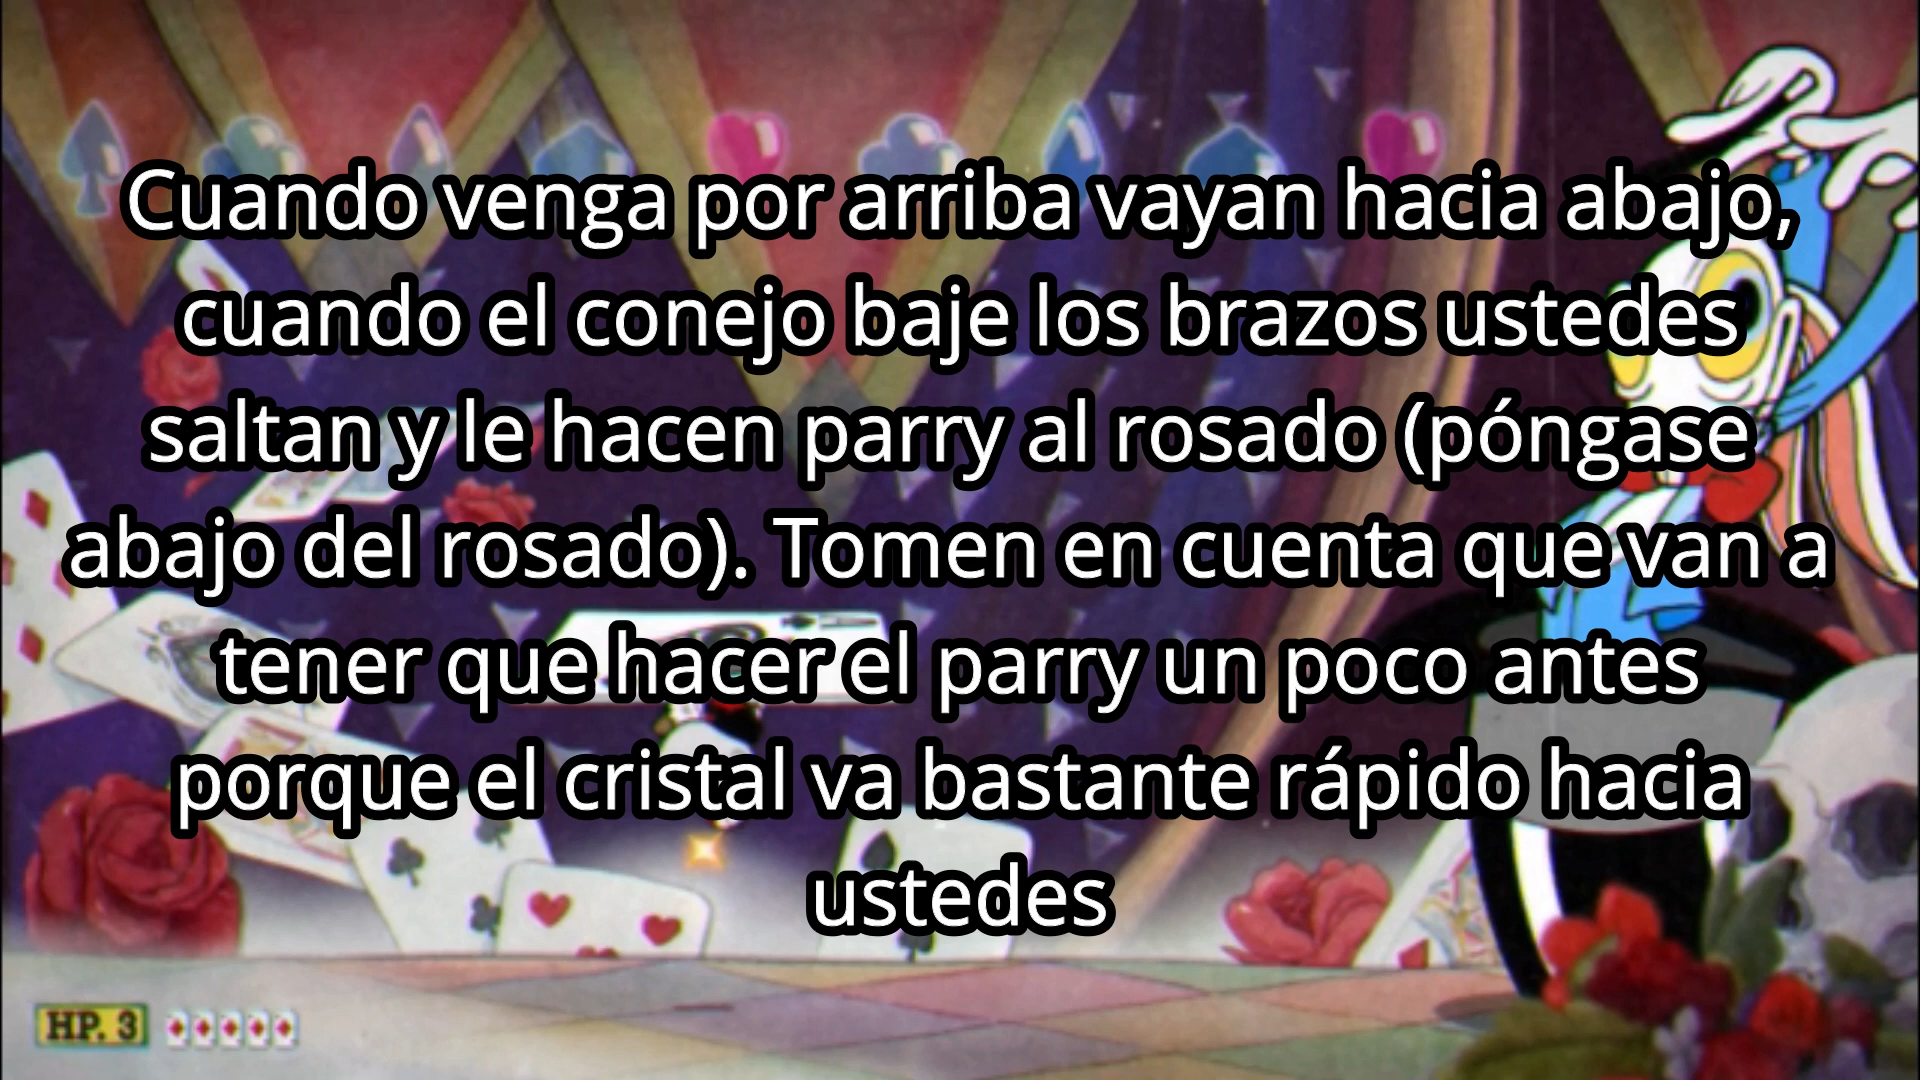 Cuando venga por arriba vayan hacia abajo,
cuando el conejo baje los brazos ustedes
saltan y le hacen parry al rosado (póngase
abajo del rosado). Tomen en cuenta que van a
tener que hacer el parry un poco antes
porque el cristal va bastante rápido hacia
ustedes
HP. 3